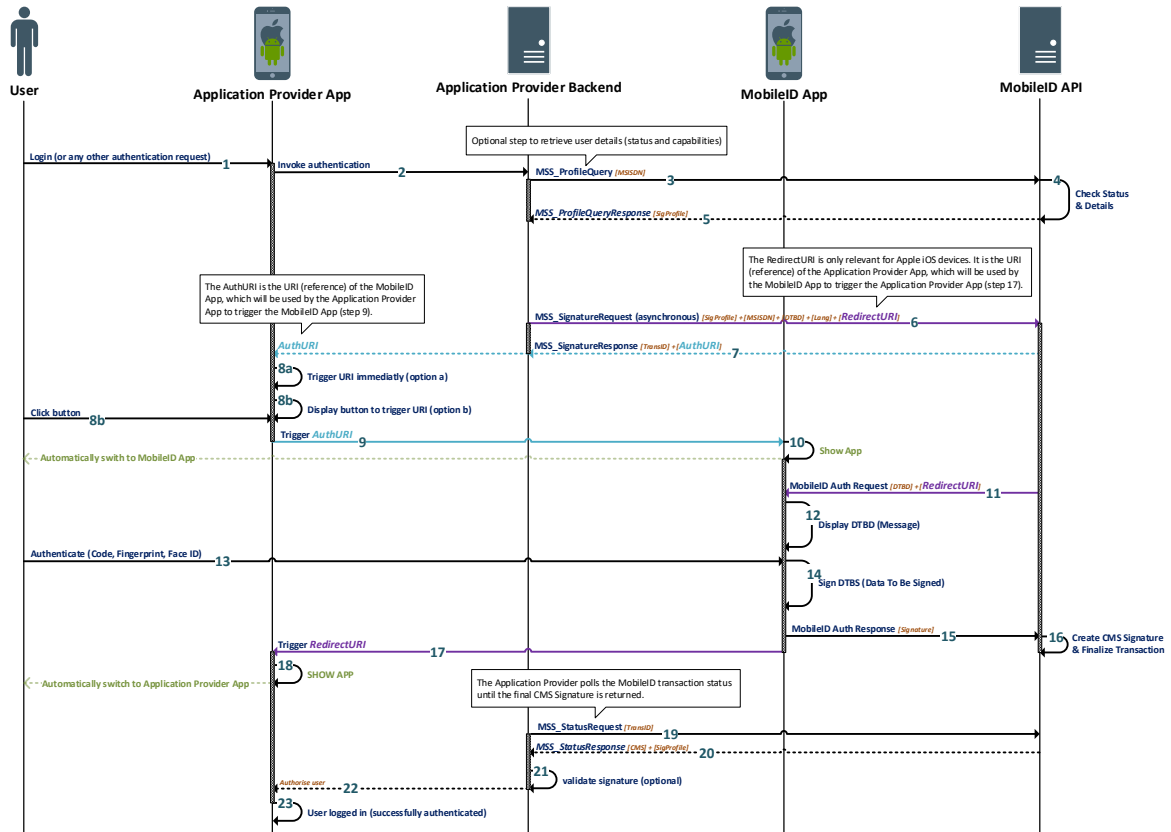 User
Application Provider App
Application Provider Backend
MobileID App
MobileID API
Optional step to retrieve user details (status and capabilities)
Login (or any other authentication request)
1
Invoke authentication
2
MSS_ProfileQuery [MSISDN]
3
4
Check Status
& Details
MSS_ProfileQueryResponse [SigProfile]
5
The RedirectURI is only relevant for Apple iOS devices. It is the URI
(reference) of the Application Provider App, which will be used by
the MobileID App to trigger the Application Provider App (step 17).
The AuthURI is the URI (reference) of the MobileID
App, which will be used by the Application Provider
App to trigger the MobileID App (step 9).
MSS_SignatureRequest (asynchronous) [SigProfile] + [MSISDN] + [DTBD] + [Lang] + [RedirectURI]
6
AuthURI
MSS_SignatureResponse [TransID] + [AuthURI]
7
8a
Trigger URI immediatly (option a)
8b
Display button to trigger URI (option b)
Click button
8b
Trigger AuthURI
9
10
Show App
Automatically swith to MobileID App
MobileID Auth Request [DTBD] + [RedirectURI]
11
12
Display DTBD (Message)
Authenticate (Code, Fingerprint, Face ID)
13
14
Sign DTBS (Data To Be Signed)
MobileID Auth Response [Signature]
15
16
Create CMS Signature
& Finalize Transaction
Trigger RedirectURI
17
18
SHOW APP
Automatically switch to Application Provider App
The Application Provider polls the MobileID transaction status
until the final CMS Signature is returned.
MSS_StatusRequest [TransID]
19
MSS_StatusResponse [CMS] + [SigProfile]
20
21
validate signature (optional)
Authorise user
22
23
User logged in (successfully authenticated)